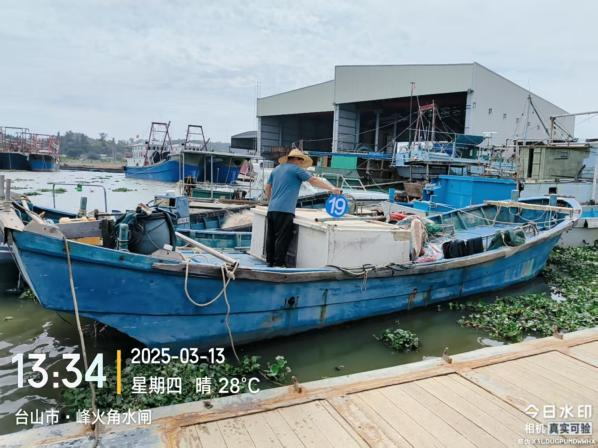 19
13:34
2025-03-13
星期四 晴 28℃
台山市·峰火角水闸
今日水印
相机真实可验